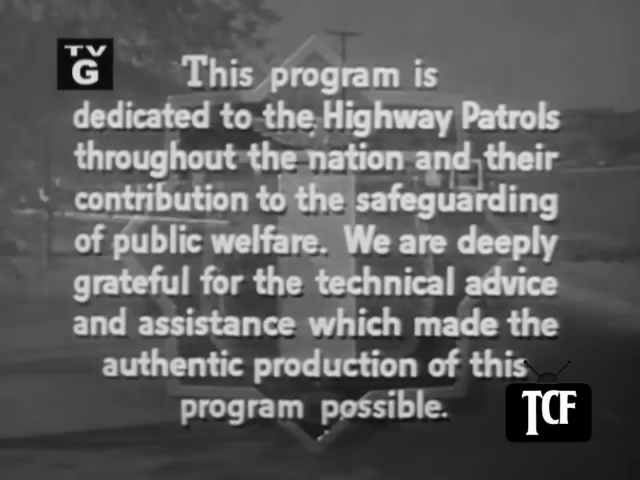 TV
G
This program is
dedicated to the Highway Patrols
throughout the nation and their
contribution to the safeguarding
of public welfare. We are deeply
grateful for the technical advice
and assistance which made the
authentic production of this
program possible.
TCF